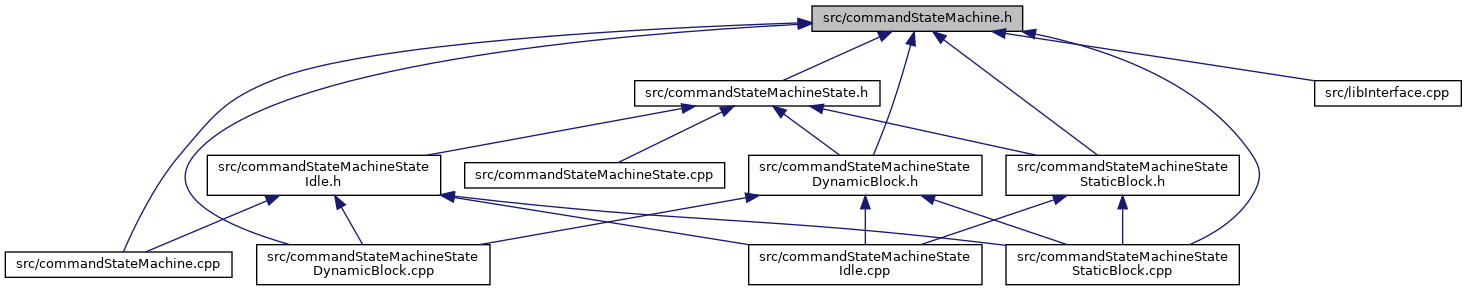 src/commandStateMachine.h
src/commandStateMachineState.h
src/libInterface.cpp
src/commandStateMachineState
Idle.h
src/commandStateMachineState.cpp
src/commandStateMachineState
DynamicBlock.h
src/commandStateMachineState
StaticBlock.h
src/commandStateMachine.cpp
src/commandStateMachineState
DynamicBlock.cpp
src/commandStateMachineState
Idle.cpp
src/commandStateMachineState
StaticBlock.cpp